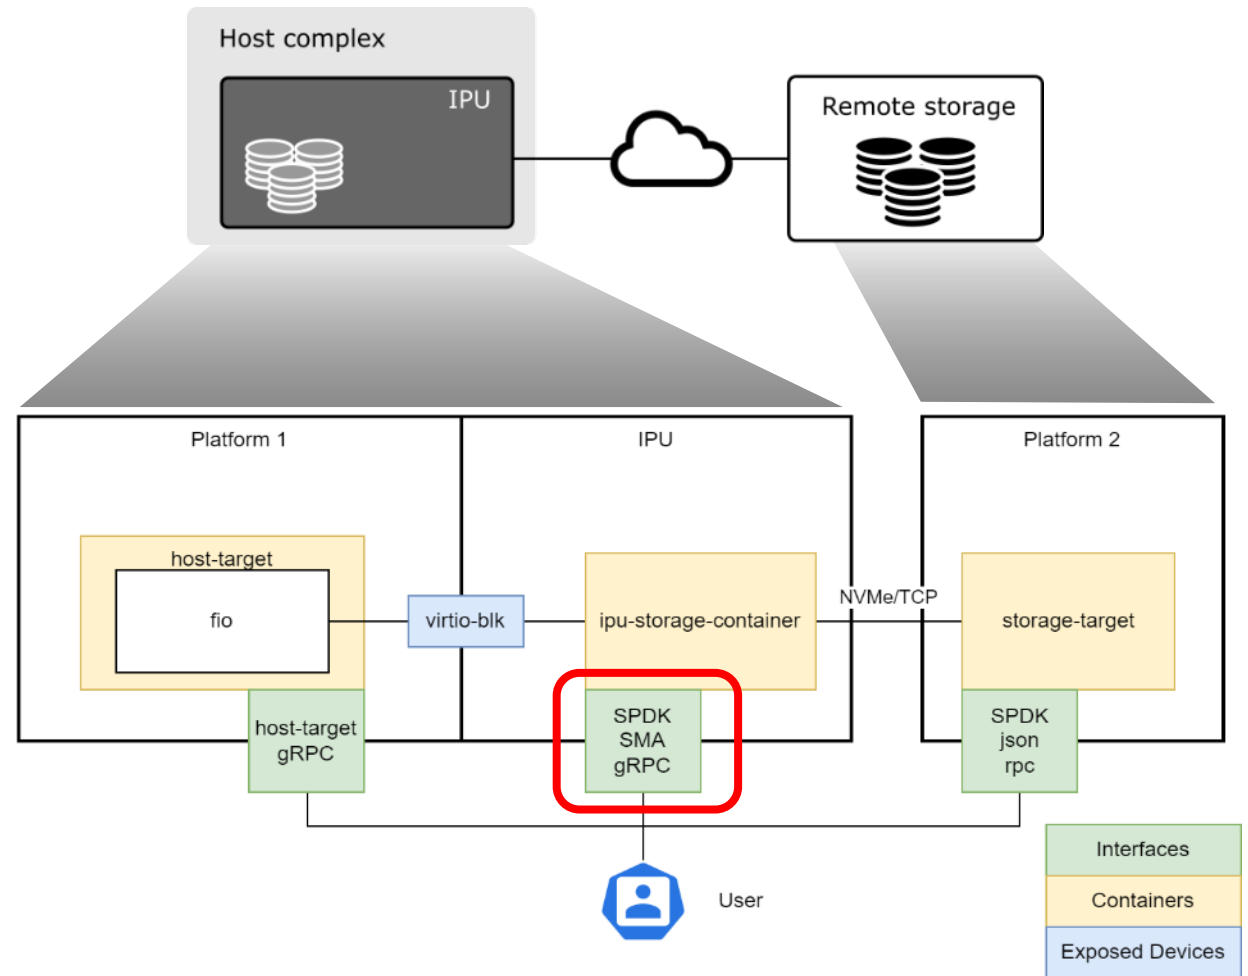 Host complex
IPU
Remote storage
Platform 1
IPU
Platform 2
host-target
fio
virtio-blk
ipu-storage-container
NVMe/TCP
storage-target
host-target
gRPC
SPDK
SMA
gRPC
SPDK
json
rpc
User
Interfaces
Containers
Exposed Devices